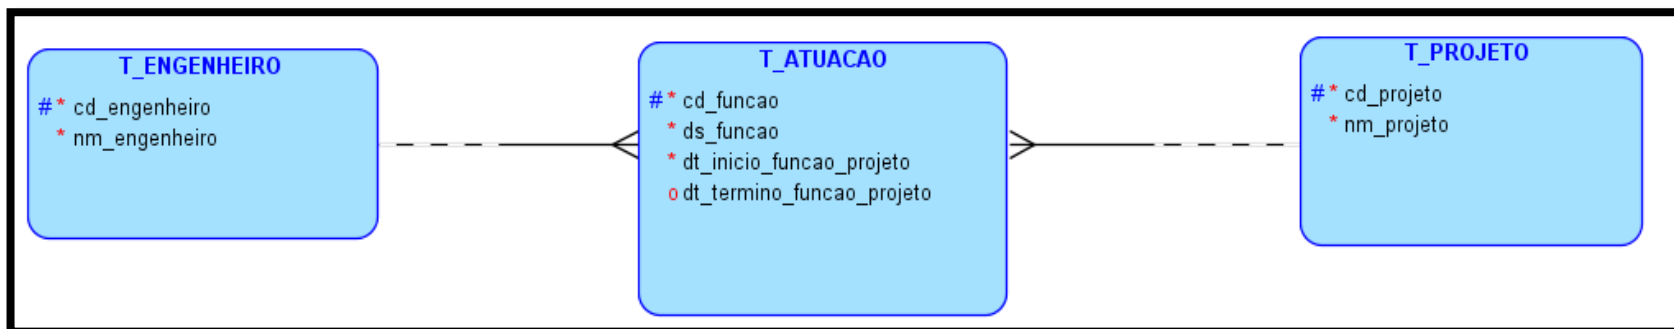 T_ENGENHEIRO
#* cd_engenheiro
* nm_engenheiro
T_ATUACAO
#* cd_funcao
* ds_funcao
* dt_inicio_funcao_projeto
o dt_termino_funcao_projeto
T_PROJETO
#* cd_projeto
* nm_projeto